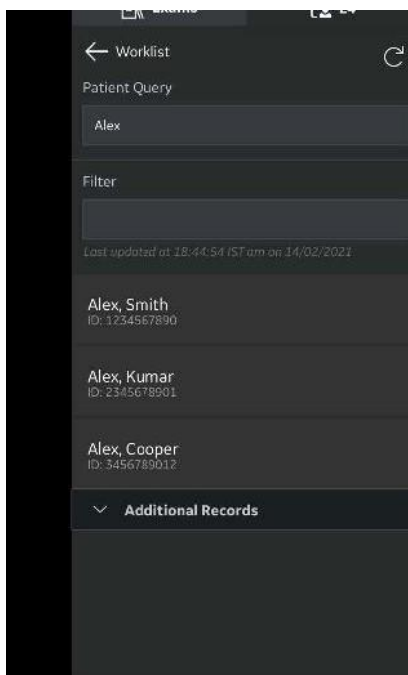 Worklist
Patient Query
Alex
Filter
Last updated at 18:44:54 IST am on 14/02/2021
Alex, Smith
ID: 1234567890
Alex, Kumar
ID: 2345678901
Alex, Cooper
ID: 3456789012
Additional Records